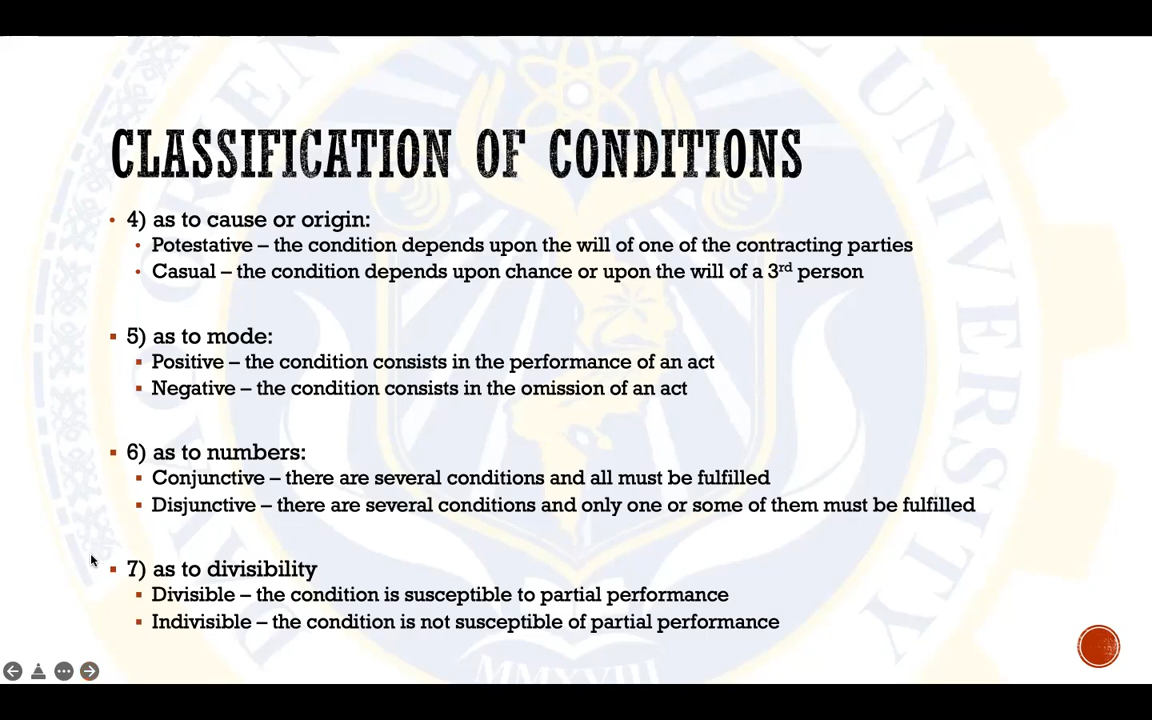 CLASSIFICATION OF CONDITIONS
• 4) as to cause or origin:
• Potestative – the condition depends upon the will of one of the contracting parties
• Casual – the condition depends upon chance or upon the will of a 3rd person
▪ 5) as to mode:
▪ Positive – the condition consists in the performance of an act
▪ Negative – the condition consists in the omission of an act
▪ 6) as to numbers:
▪ Conjunctive – there are several conditions and all must be fulfilled
▪ Disjunctive – there are several conditions and only one or some of them must be fulfilled
▪ 7) as to divisibility
▪ Divisible – the condition is susceptible to partial performance
▪ Indivisible – the condition is not susceptible of partial performance
UNIVERSITY
MMXVIII